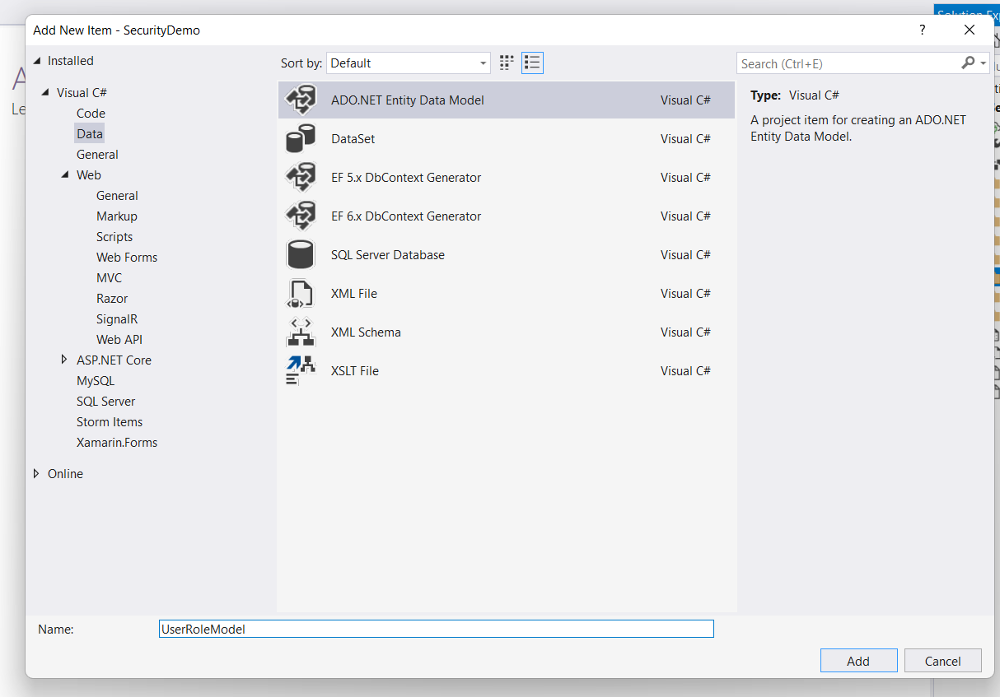 Solution Ex
Add New Item - SecurityDemo
?
Installed
Sort by: Default
Search (Ctrl+E)
Visual C#
Code
Data
General
Web
General
Markup
Scripts
Web Forms
MVC
Razor
SignalR
Web API
ASP.NET Core
MySQL
SQL Server
Storm Items
Xamarin.Forms
Online
ADO.NET Entity Data Model Visual C#
DataSet Visual C#
EF 5.x DbContext Generator Visual C#
EF 6.x DbContext Generator Visual C#
SQL Server Database Visual C#
XML File Visual C#
XML Schema Visual C#
XSLT File Visual C#
Type: Visual C#
A project item for creating an ADO.NET
Entity Data Model.
A
Le
Name: UserRoleModel
Add Cancel